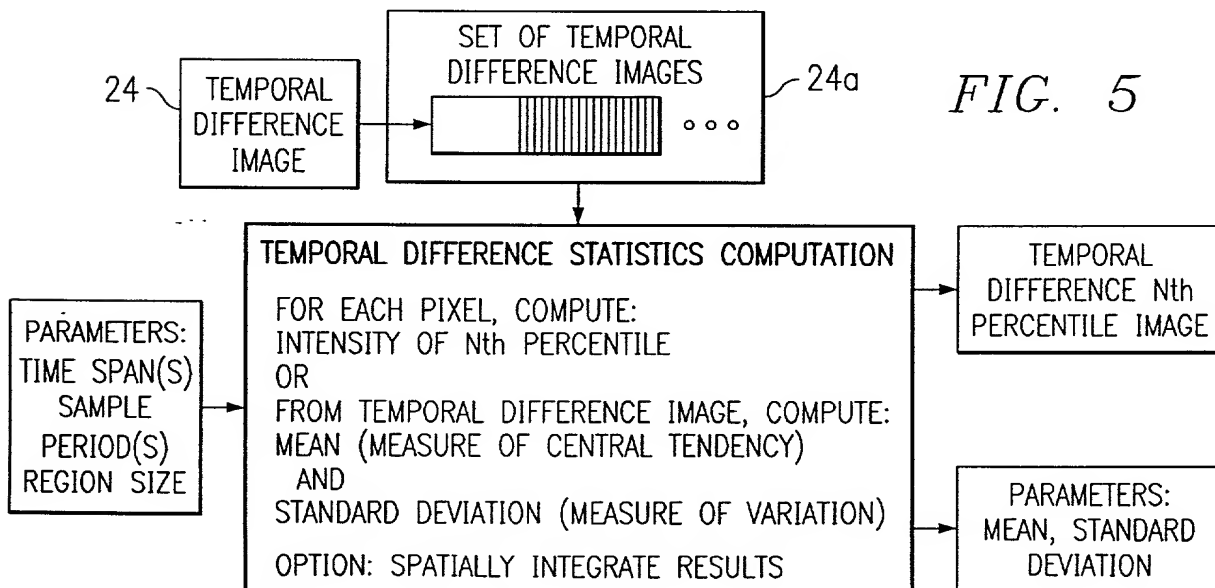 24
TEMPORAL
DIFFERENCE
IMAGE
SET OF TEMPORAL
DIFFERENCE IMAGES
24a
FIG. 5
PARAMETERS:
TIME SPAN(S)
SAMPLE
PERIOD(S)
REGION SIZE
TEMPORAL DIFFERENCE STATISTICS COMPUTATION
FOR EACH PIXEL, COMPUTE:
INTENSITY OF Nth PERCENTILE
OR
FROM TEMPORAL DIFFERENCE IMAGE, COMPUTE:
MEAN (MEASURE OF CENTRAL TENDENCY)
AND
STANDARD DEVIATION (MEASURE OF VARIATION)
OPTION: SPATIALLY INTEGRATE RESULTS
TEMPORAL
DIFFERENCE Nth
PERCENTILE IMAGE
PARAMETERS:
MEAN, STANDARD
DEVIATION